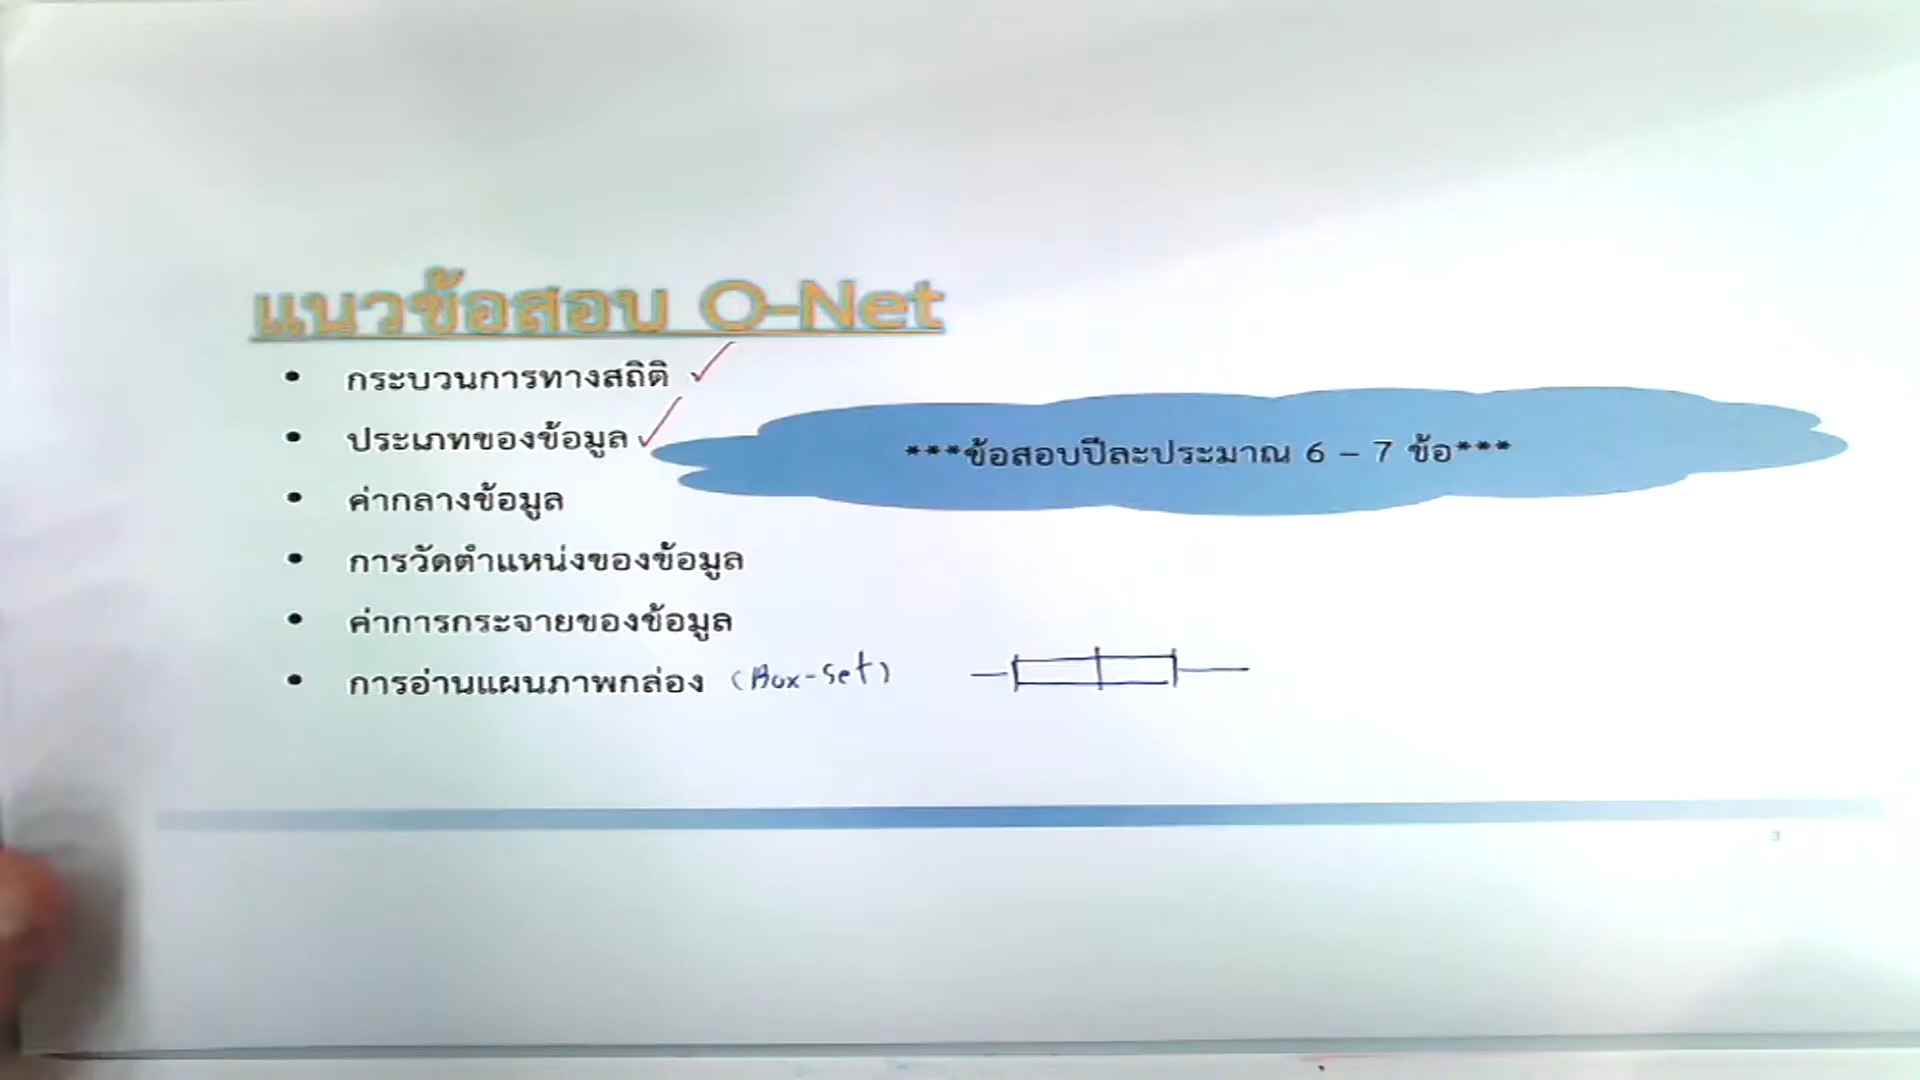 แนวข้อสอบ O-Net
• กระบวนการทางสถิติ ✓
• ประเภทของข้อมูล ✓
***ข้อสอบปีละประมาณ 6 – 7 ข้อ***
• ค่ากลางข้อมูล
• การวัดตำแหน่งของข้อมูล
• ค่าการกระจายของข้อมูล
• การอ่านแผนภาพกล่อง (Box-Set)
3